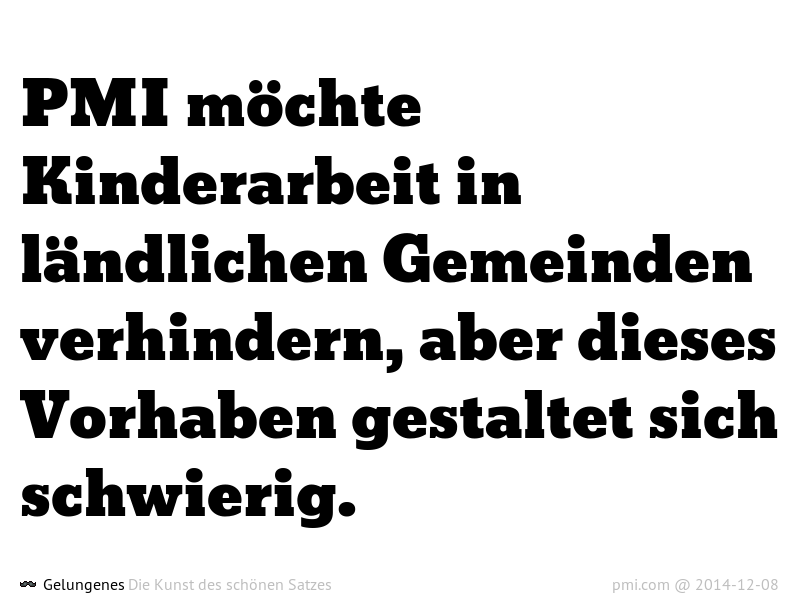 PMI möchte
Kinderarbeit in
ländlichen Gemeinden
verhindern, aber dieses
Vorhaben gestaltet sich
schwierig.
Gelungenes Die Kunst des schönen Satzes
pmi.com @ 2014-12-08